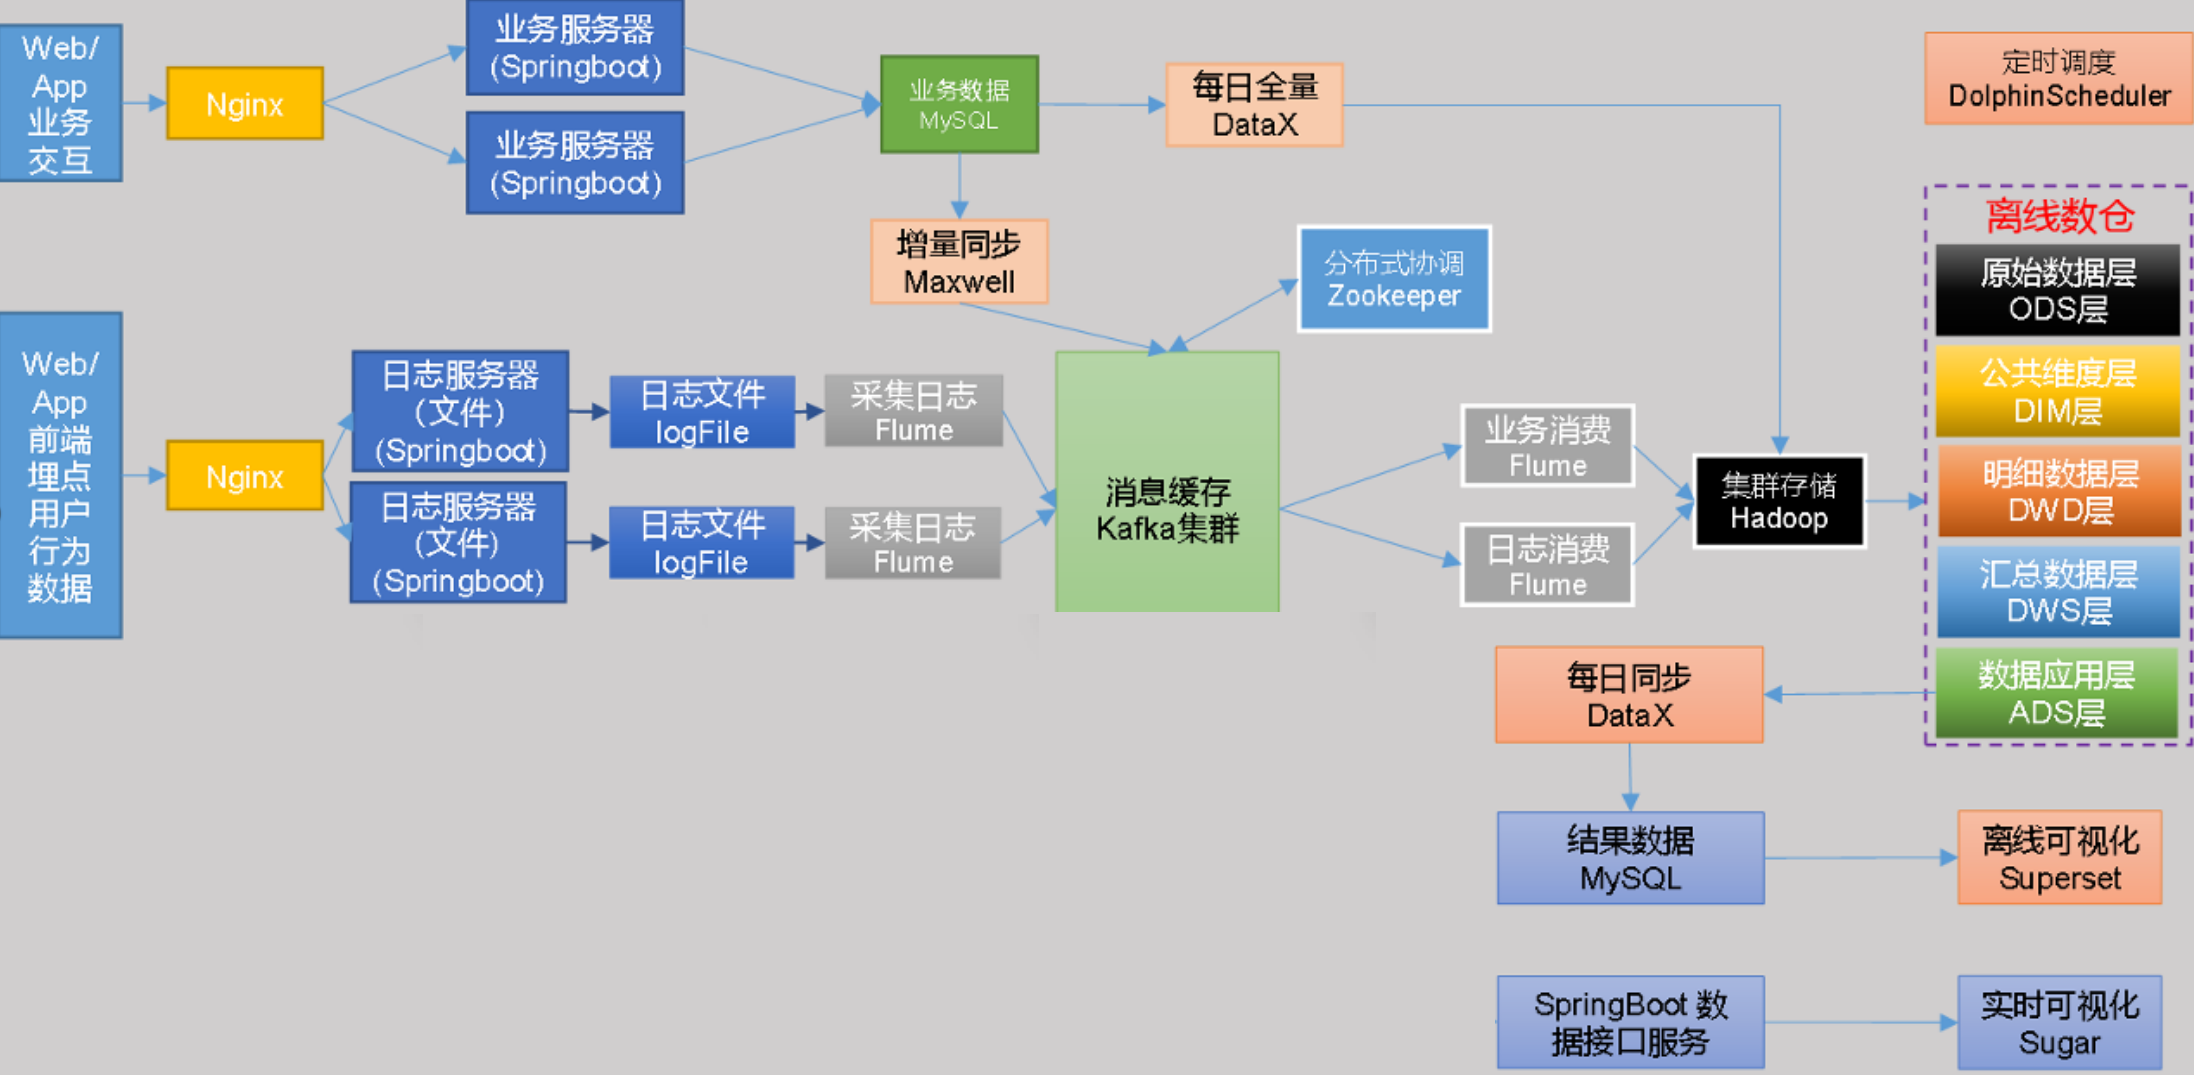 Web/
App
业务
交互
Nginx
业务服务器
(Springboot)
业务服务器
(Springboot)
业务数据
MySQL
每日全量
DataX
定时调度
DolphinScheduler
增量同步
Maxwell
分布式协调
Zookeeper
Web/
App
前端
埋点
用户
行为
数据
Nginx
日志服务器
（文件）
(Springboot)
日志文件
logFile
采集日志
Flume
日志服务器
（文件)
(Springboot)
日志文件
logFile
采集日志
Flume
消息缓存
Kafka集群
业务消费
Flume
日志消费
Flume
集群存储
Hadoop
离线数仓
原始数据层
ODS层
公共维度层
DIM层
明细数据层
DWD层
汇总数据层
DWS层
数据应用层
ADS层
每日同步
DataX
结果数据
MySQL
离线可视化
Superset
SpringBoot 数
据接口服务
实时可视化
Sugar